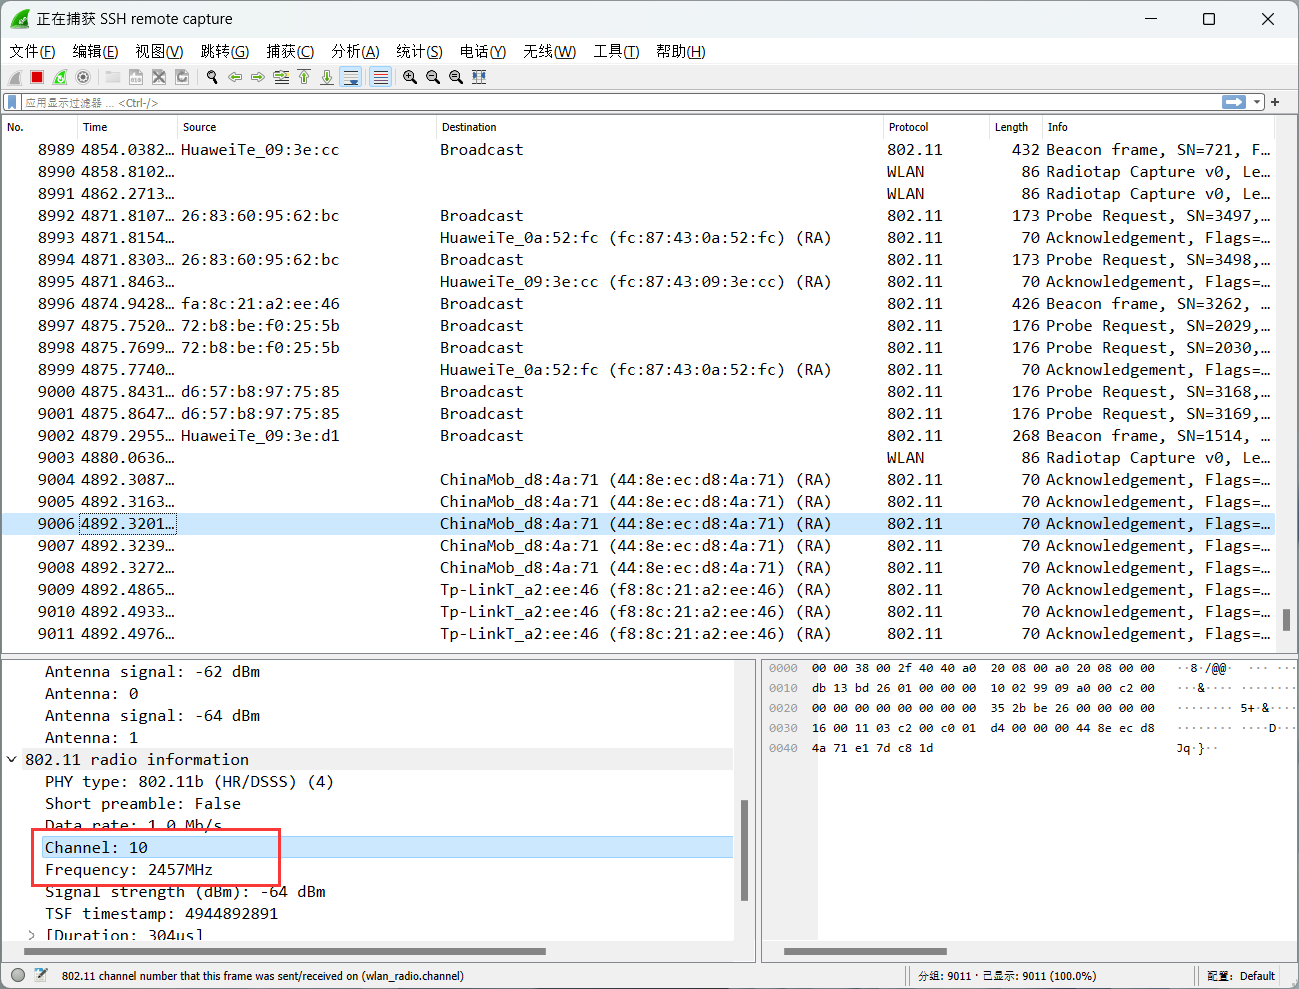 正在捕获 SSH remote capture
文件(F) 编辑(E) 视图(V) 跳转(G) 捕获(C) 分析(A) 统计(S) 电话(Y) 无线(W) 工具(T) 帮助(H)
应用显示过滤器 … <Ctrl-/>
No. Time Source Destination Protocol Length Info
8989 4854.0382… HuaweiTe_09:3e:cc Broadcast 802.11 432 Beacon frame, SN=721, F…
8990 4858.8102… WLAN 86 Radiotap Capture v0, Le…
8991 4862.2713… WLAN 86 Radiotap Capture v0, Le…
8992 4871.8107… 26:83:60:95:62:bc Broadcast 802.11 173 Probe Request, SN=3497,…
8993 4871.8154… HuaweiTe_0a:52:fc (fc:87:43:0a:52:fc) (RA) 802.11 70 Acknowledgement, Flags=…
8994 4871.8303… 26:83:60:95:62:bc Broadcast 802.11 173 Probe Request, SN=3498,…
8995 4871.8463… HuaweiTe_09:3e:cc (fc:87:43:09:3e:cc) (RA) 802.11 70 Acknowledgement, Flags=…
8996 4874.9428… fa:8c:21:a2:ee:46 Broadcast 802.11 426 Beacon frame, SN=3262, …
8997 4875.7520… 72:b8:be:f0:25:5b Broadcast 802.11 176 Probe Request, SN=2029,…
8998 4875.7699… 72:b8:be:f0:25:5b Broadcast 802.11 176 Probe Request, SN=2030,…
8999 4875.7740… HuaweiTe_0a:52:fc (fc:87:43:0a:52:fc) (RA) 802.11 70 Acknowledgement, Flags=…
9000 4875.8431… d6:57:b8:97:75:85 Broadcast 802.11 176 Probe Request, SN=3168,…
9001 4875.8647… d6:57:b8:97:75:85 Broadcast 802.11 176 Probe Request, SN=3169,…
9002 4879.2955… HuaweiTe_09:3e:d1 Broadcast 802.11 268 Beacon frame, SN=1514, …
9003 4880.0636… WLAN 86 Radiotap Capture v0, Le…
9004 4892.3087… ChinaMob_d8:4a:71 (44:8e:ec:d8:4a:71) (RA) 802.11 70 Acknowledgement, Flags=…
9005 4892.3163… ChinaMob_d8:4a:71 (44:8e:ec:d8:4a:71) (RA) 802.11 70 Acknowledgement, Flags=…
9006 4892.3201… ChinaMob_d8:4a:71 (44:8e:ec:d8:4a:71) (RA) 802.11 70 Acknowledgement, Flags=…
9007 4892.3239… ChinaMob_d8:4a:71 (44:8e:ec:d8:4a:71) (RA) 802.11 70 Acknowledgement, Flags=…
9008 4892.3272… ChinaMob_d8:4a:71 (44:8e:ec:d8:4a:71) (RA) 802.11 70 Acknowledgement, Flags=…
9009 4892.4865… Tp-LinkT_a2:ee:46 (f8:8c:21:a2:ee:46) (RA) 802.11 70 Acknowledgement, Flags=…
9010 4892.4933… Tp-LinkT_a2:ee:46 (f8:8c:21:a2:ee:46) (RA) 802.11 70 Acknowledgement, Flags=…
9011 4892.4976… Tp-LinkT_a2:ee:46 (f8:8c:21:a2:ee:46) (RA) 802.11 70 Acknowledgement, Flags=…
Antenna signal: -62 dBm
Antenna: 0
Antenna signal: -64 dBm
Antenna: 1
802.11 radio information
PHY type: 802.11b (HR/DSSS) (4)
Short preamble: False
Data rate: 1.0 Mb/s
Channel: 10
Frequency: 2457MHz
Signal strength (dBm): -64 dBm
TSF timestamp: 4944892891
[Duration: 304us]
0000 00 00 38 00 2f 40 40 a0 20 08 00 a0 20 08 00 00 ··8·/@@· ··· ···
0010 db 13 bd 26 01 00 00 00 10 02 99 09 a0 00 c2 00 ···&···· ········
0020 00 00 00 00 00 00 00 00 35 2b be 26 00 00 00 00 ········ 5+·&····
0030 16 00 11 03 c2 00 c0 01 d4 00 00 00 44 8e ec d8 ········ ····D···
0040 4a 71 e1 7d c8 1d Jq·}··
802.11 channel number that this frame was sent/received on (wlan_radio.channel)
分组: 9011 · 已显示: 9011 (100.0%)
配置: Default